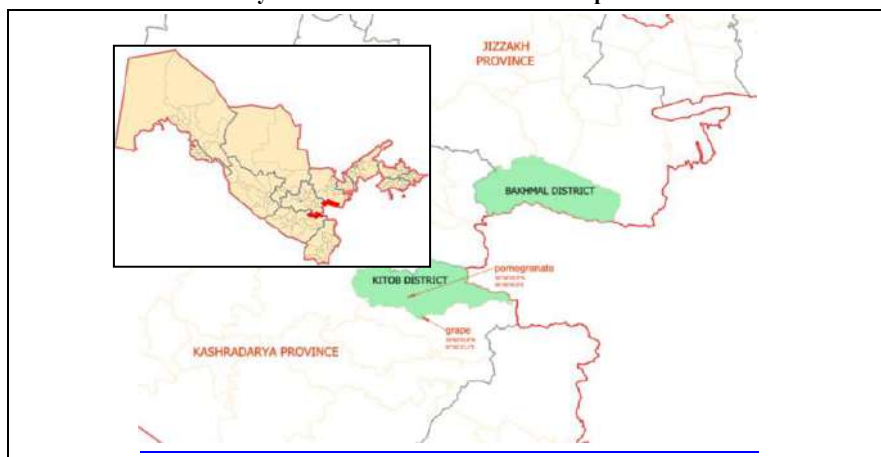 JIZZAKH
PROVINCE
BAKHMAL DISTRICT
pomegranate
KITOB DISTRICT
grape
KASHRADARYA PROVINCE